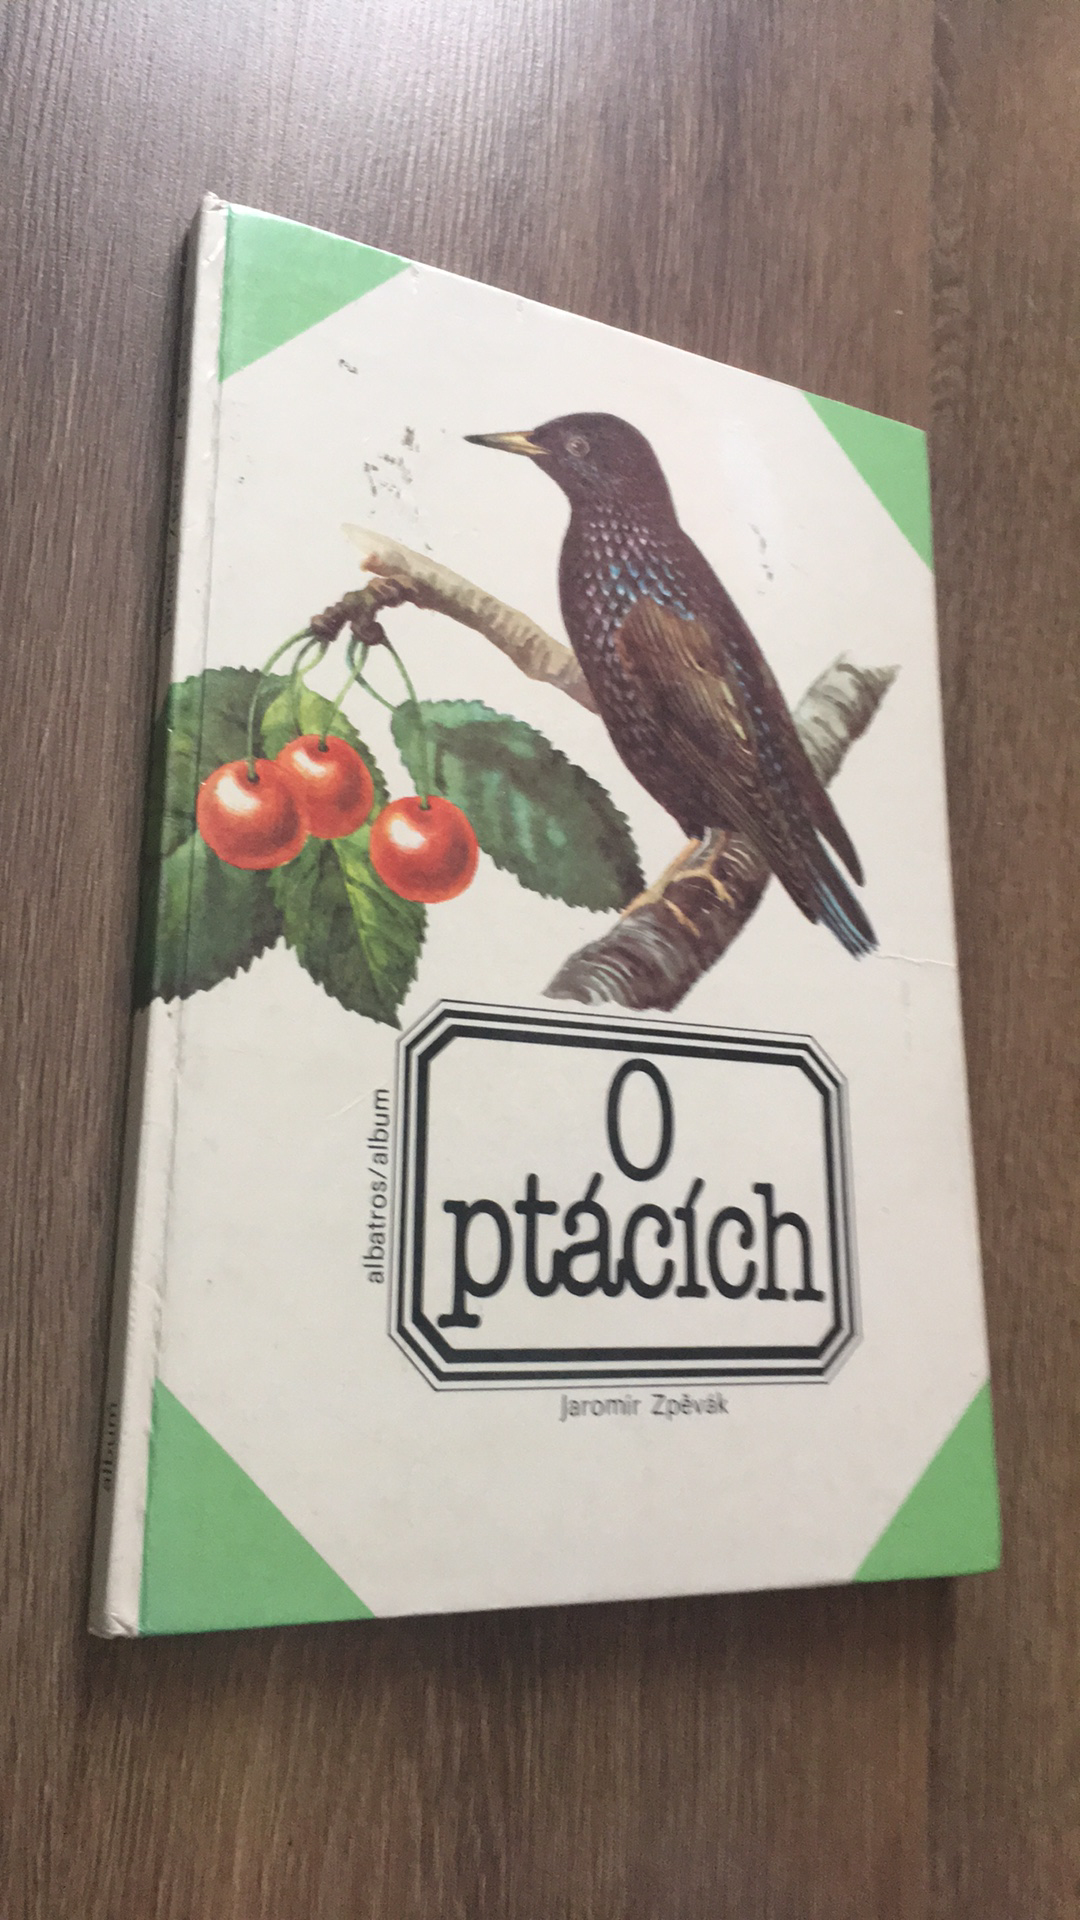 albatros/album
O
ptácích
Jaromír Zpěvák
album